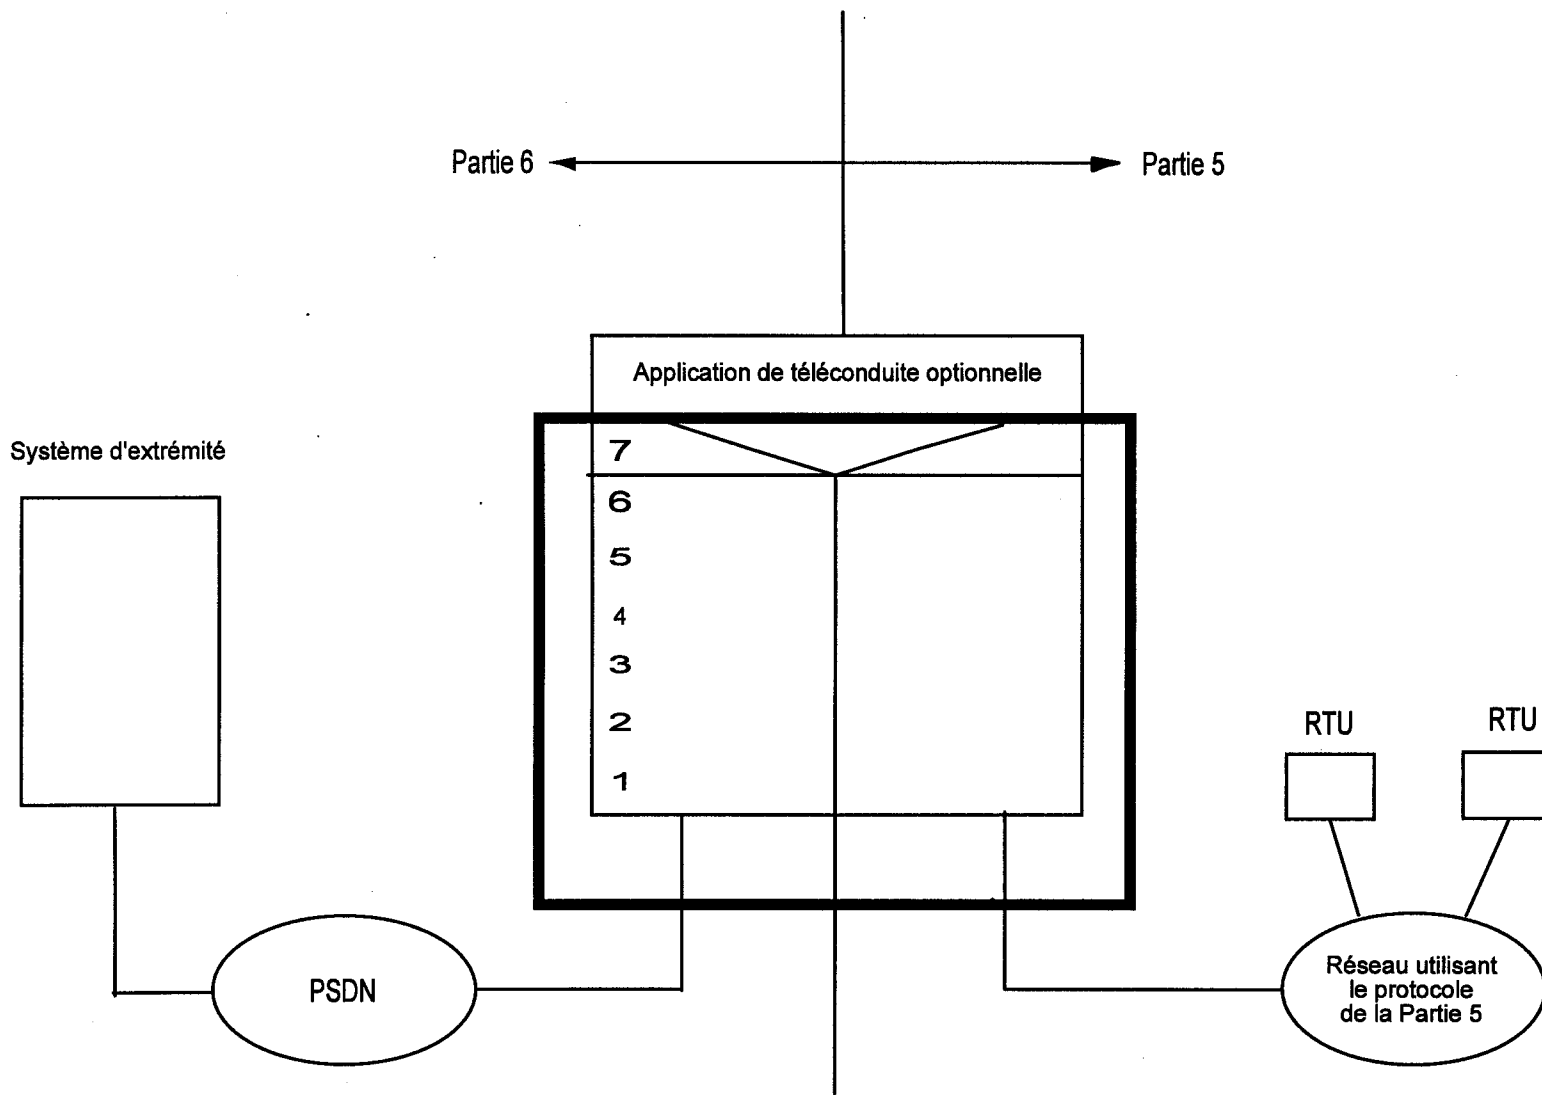 Partie 6
Partie 5
Application de téléconduite optionnelle
Système d'extrémité
7
6
5
4
3
2
1
RTU
RTU
PSDN
Réseau utilisant
le protocole
de la Partie 5